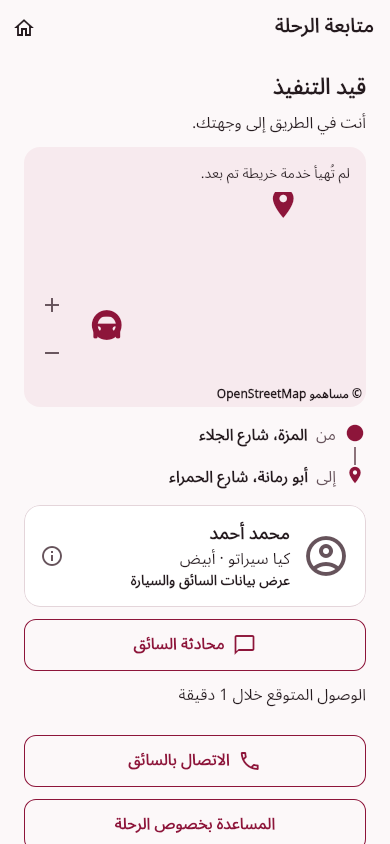 متابعة الرحلة
قيد التنفيذ
أنت في الطريق إلى وجهتك.
لم تُهيأ خدمة خريطة تم بعد.
© مساهمو OpenStreetMap
من المزة، شارع الجلاء
إلى أبو رمانة، شارع الحمراء
محمد أحمد
كيا سيراتو · أبيض
عرض بيانات السائق والسيارة
محادثة السائق
الوصول المتوقع خلال 1 دقيقة
الاتصال بالسائق
المساعدة بخصوص الرحلة